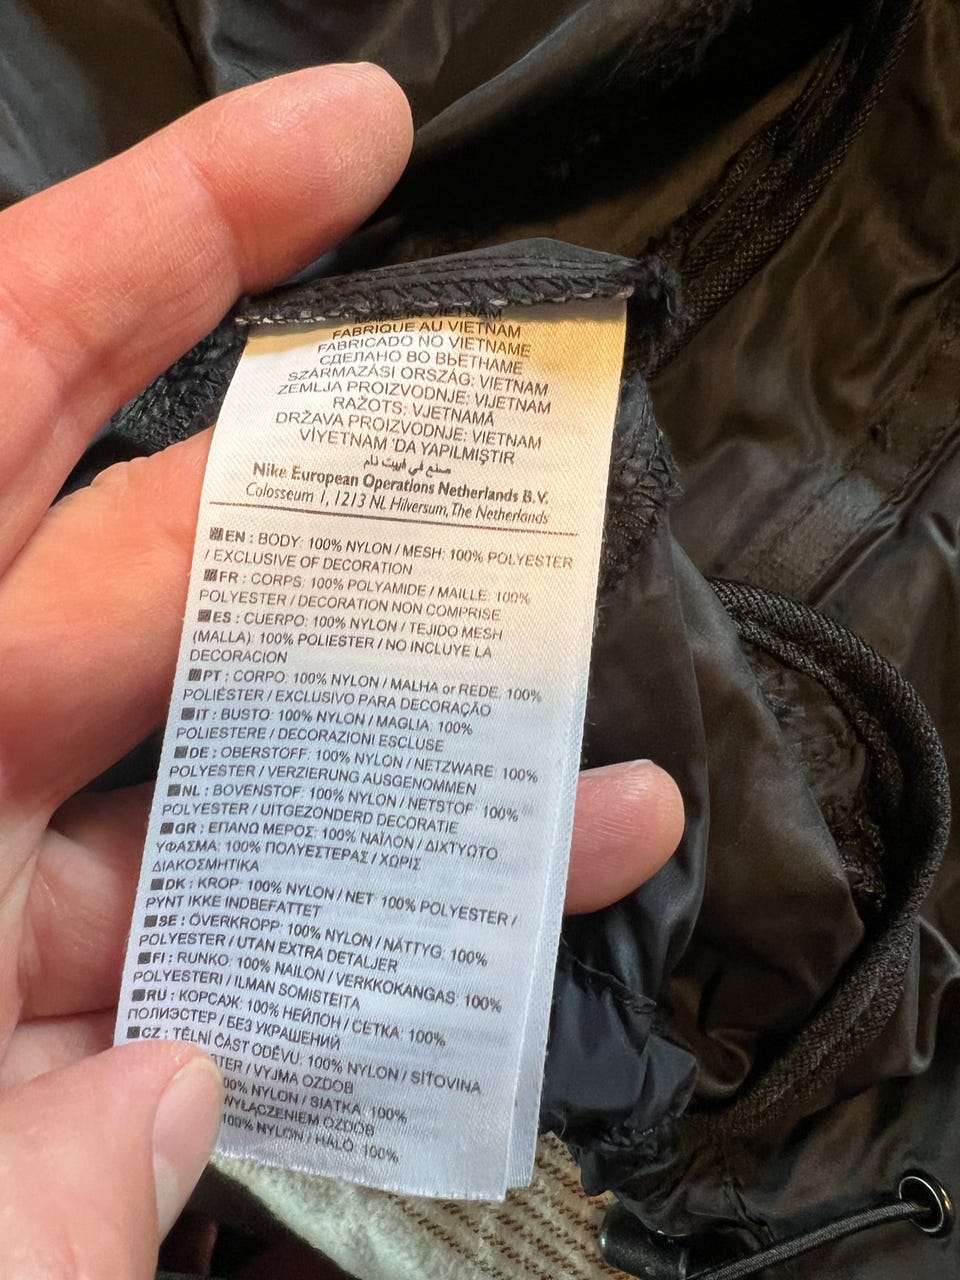 MADE IN VIETNAM
FABRIQUE AU VIETNAM
FABRICADO NO VIETNAME
СДЕЛАНО ВО ВЬЕТНАМЕ
SZÁRMAZÁSI ORSZÁG: VIETNAM
ZEMLJA PROIZVODNJE: VIJETNAM
RAŽOTS: VJETNAMĀ
DRŽAVA PROIZVODNJE: VIETNAM
VİYETNAM 'DA YAPILMIŞTIR
صنع في فييت نام
Nike European Operations Netherlands B.V.
Colosseum 1, 1213 NL Hilversum, The Netherlands
EN : BODY: 100% NYLON / MESH: 100% POLYESTER
/ EXCLUSIVE OF DECORATION
FR : CORPS: 100% POLYAMIDE / MAILLE: 100%
POLYESTER / DECORATION NON COMPRISE
ES : CUERPO: 100% NYLON / TEJIDO MESH
(MALLA): 100% POLIESTER / NO INCLUYE LA
DECORACION
PT : CORPO: 100% NYLON / MALHA or REDE: 100%
POLIÉSTER / EXCLUSIVO PARA DECORAÇÃO
IT : BUSTO: 100% NYLON / MAGLIA: 100%
POLIESTERE / DECORAZIONI ESCLUSE
DE : OBERSTOFF: 100% NYLON / NETZWARE: 100%
POLYESTER / VERZIERUNG AUSGENOMMEN
NL : BOVENSTOF: 100% NYLON / NETSTOF: 100%
POLYESTER / UITGEZONDERD DECORATIE
GR : ΕΠΑΝΩ ΜΕΡΟΣ: 100% ΝΑΪΛΟΝ / ΔΙΧΤΥΩΤΟ
ΥΦΑΣΜΑ: 100% ΠΟΛΥΕΣΤΕΡΑΣ / ΧΩΡΙΣ
ΔΙΑΚΟΣΜΗΤΙΚΑ
DK : KROP: 100% NYLON / NET: 100% POLYESTER /
PYNT IKKE INDBEFATTET
SE : ÖVERKROPP: 100% NYLON / NÄTTYG: 100%
POLYESTER / UTAN EXTRA DETALJER
FI : RUNKO: 100% NAILON / VERKKOKANGAS: 100%
POLYESTERI / ILMAN SOMISTEITA
RU : КОРСАЖ: 100% НЕЙЛОН / СЕТКА: 100%
ПОЛИЭСТЕР / БЕЗ УКРАШЕНИЙ
CZ : TĚLNÍ ČÁST ODĚVU: 100% NYLON / SÍŤOVINA
/ VYJMA OZDOB
NYLON / SIATKA: 100%
WYŁĄCZENIEM OZDÓB
100% NYLON / HÁLÓ: 100%